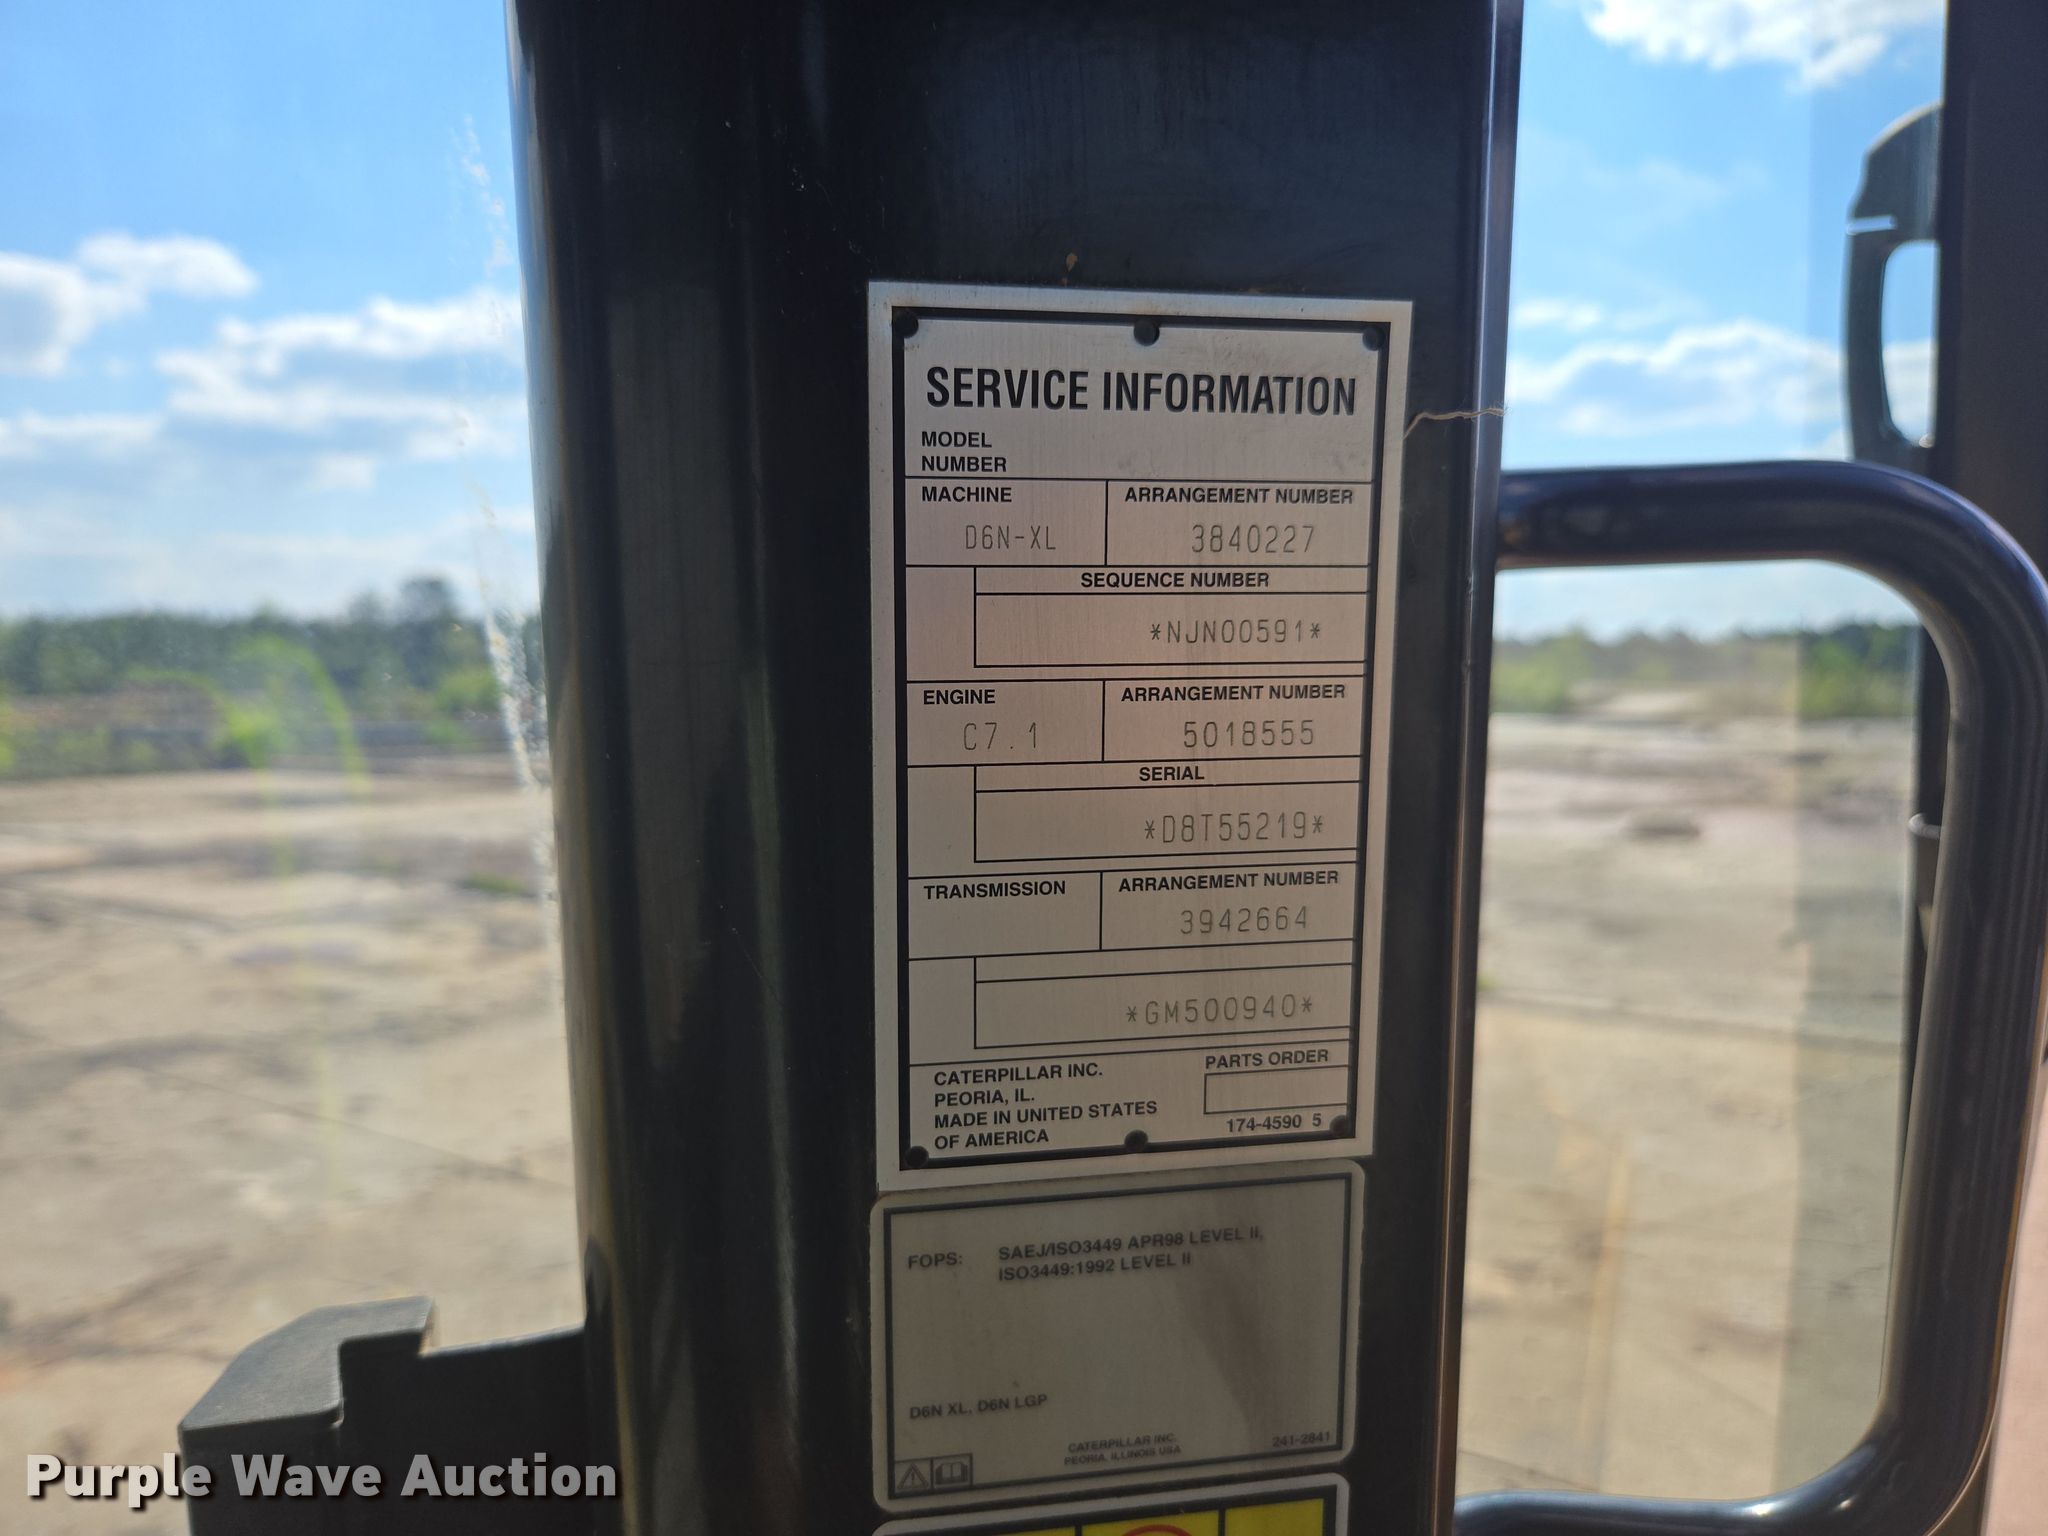 SERVICE INFORMATION
MODEL
NUMBER
MACHINE
ARRANGEMENT NUMBER
D6N-XL
3840227
SEQUENCE NUMBER
*NJN00591*
ENGINE
ARRANGEMENT NUMBER
C7.1
5018555
SERIAL
*D8T55219*
TRANSMISSION
ARRANGEMENT NUMBER
3942664
*GM500940*
CATERPILLAR INC.
PEORIA, IL.
MADE IN UNITED STATES
OF AMERICA
PARTS ORDER
174-4590 5
FOPS: SAEJ/ISO3449 APR98 LEVEL II,
ISO3449:1992 LEVEL II
D6N XL, D6N LGP
CATERPILLAR INC.
PEORIA, ILLINOIS USA
241-2841
Purple Wave Auction